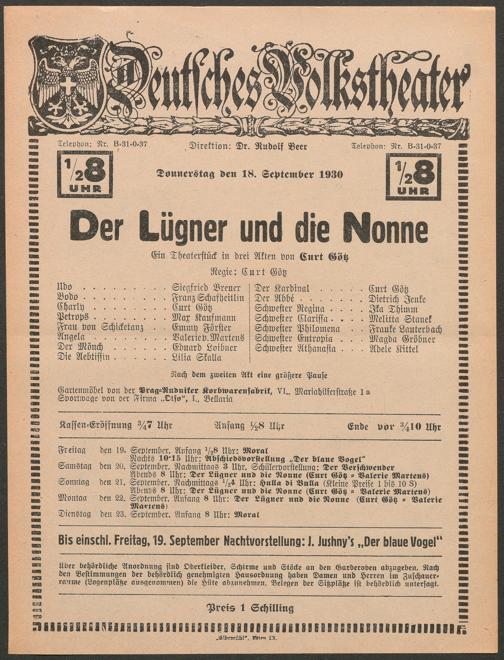 Deutsches Volkstheater
Telephon: Nr. B-31-0-37 Direktion: Dr. Rudolf Beer Telephon: Nr. B-31-0-37
1/2 8 UHR
1/2 8 UHR
Donnerstag den 18. September 1930
Der Lügner und die Nonne
Ein Theaterstück in drei Akten von Curt Götz
Regie: Curt Götz
Udo . . . . . . . . . Siegfried Breuer
Bodo . . . . . . . . Franz Schafheitlin
Charly . . . . . . . . Curt Götz
Petrops . . . . . . . Max Kaufmann
Frau von Schicketanz . . . Emmy Förster
Angela . . . . . . . Valerie v. Martens
Der Mönch . . . . . . Eduard Loibner
Die Aebtissin . . . . . . Lilia Skalla
Der Kardinal . . . . . Curt Götz
Der Abbé . . . . . . Dietrich Jenke
Schwester Regina . . . . Ika Thimm
Schwester Clarissa . . . . Melitta Stanek
Schwester Philomena . . . Frauke Lauterbach
Schwester Eutropia . . . Magda Gröbner
Schwester Athanasia . . . Adele Kittel
Nach dem zweiten Akt eine größere Pause
Gartenmöbel von der Prag-Rudniker Korbwarenfabrik, VI., Mariahilferstraße 1 a
Sportwage von der Firma „Otso“, I., Bellaria
Kassen-Eröffnung 3/4 7 Uhr Anfang 1/2 8 Uhr Ende vor 3/4 10 Uhr
Freitag den 19. September, Anfang 1/2 8 Uhr: Moral
Nachts 10·15 Uhr: Abschiedsvorstellung „Der blaue Vogel“
Samstag den 20. September, Nachmittags 3 Uhr, Schülervorstellung: Der Verschwender
Abends 8 Uhr: Der Lügner und die Nonne (Curt Götz = Valerie Martens)
Sonntag den 21. September, Nachmittags 1/2 4 Uhr: Hulla di Bulla (Kleine Preise 1 bis 10 S)
Abends 8 Uhr: Der Lügner und die Nonne (Curt Götz = Valerie Martens)
Montag den 22. September, Anfang 8 Uhr: Der Lügner und die Nonne (Curt Götz = Valerie
Martens)
Dienstag den 23. September, Anfang 8 Uhr: Moral
Bis einschl. Freitag, 19. September Nachtvorstellung: J. Jushny's „Der blaue Vogel“
Über behördliche Anordnung sind Oberkleider, Schirme und Stöcke an den Garderoben abzugeben. Nach
den Bestimmungen der behördlich genehmigten Hausordnung haben Damen und Herren im Zuschauer-
raume (Logenplätze ausgenommen) die Hüte abzunehmen. Belegen der Sitzplätze ist behördlich untersagt.
Preis 1 Schilling
„Elbemühl“, Wien IX.